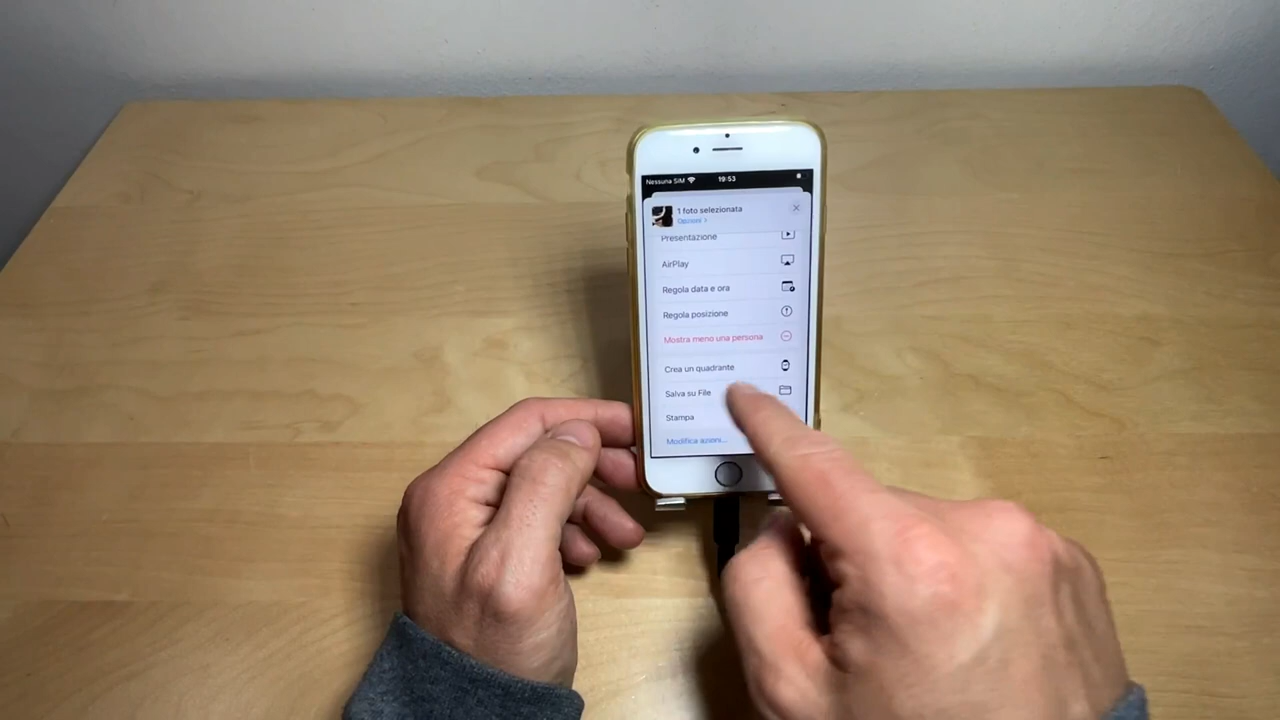 Nessuna SIM 19:53
1 foto selezionata
Opzioni >
Presentazione
AirPlay
Regola data e ora
Regola posizione
Mostra meno una persona
Crea un quadrante
Salva su File
Stampa
Modifica azioni...